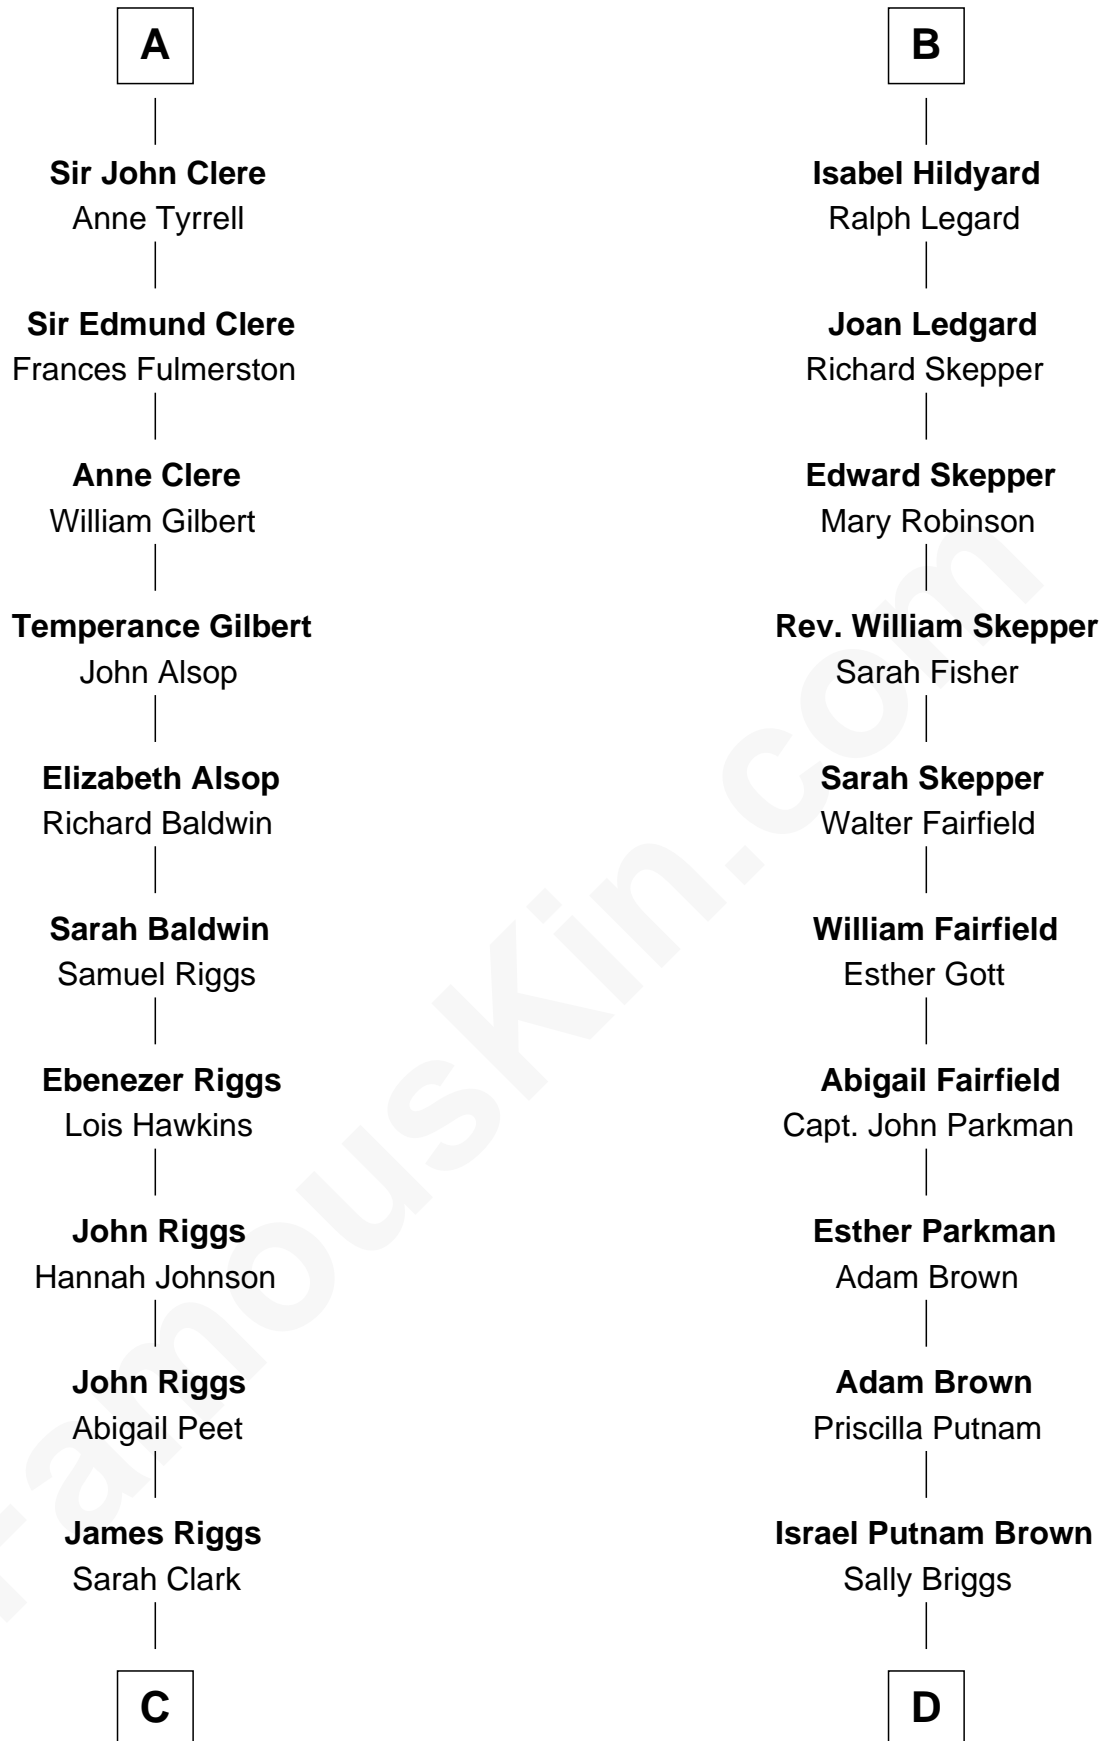 A
Sir John Clere
Anne Tyrrell
Sir Edmund Clere
Frances Fulmerston
Anne Clere
William Gilbert
Temperance Gilbert
John Alsop
Elizabeth Alsop
Richard Baldwin
Sarah Baldwin
Samuel Riggs
Ebenezer Riggs
Lois Hawkins
John Riggs
Hannah Johnson
John Riggs
Abigail Peet
James Riggs
Sarah Clark
C
B
Isabel Hildyard
Ralph Legard
Joan Ledgard
Richard Skepper
Edward Skepper
Mary Robinson
Rev. William Skepper
Sarah Fisher
Sarah Skepper
Walter Fairfield
William Fairfield
Esther Gott
Abigail Fairfield
Capt. John Parkman
Esther Parkman
Adam Brown
Adam Brown
Priscilla Putnam
Israel Putnam Brown
Sally Briggs
D
FamousKin.com